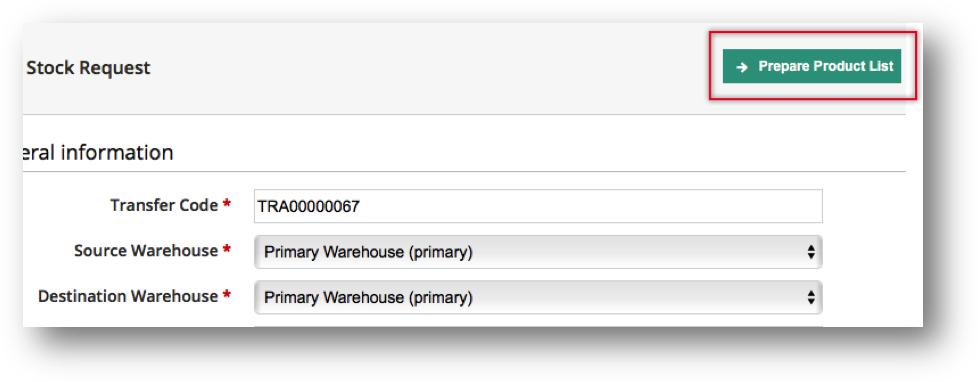 Stock Request
→ Prepare Product List
eral information
Transfer Code *
TRA00000067
Source Warehouse *
Primary Warehouse (primary)
Destination Warehouse *
Primary Warehouse (primary)